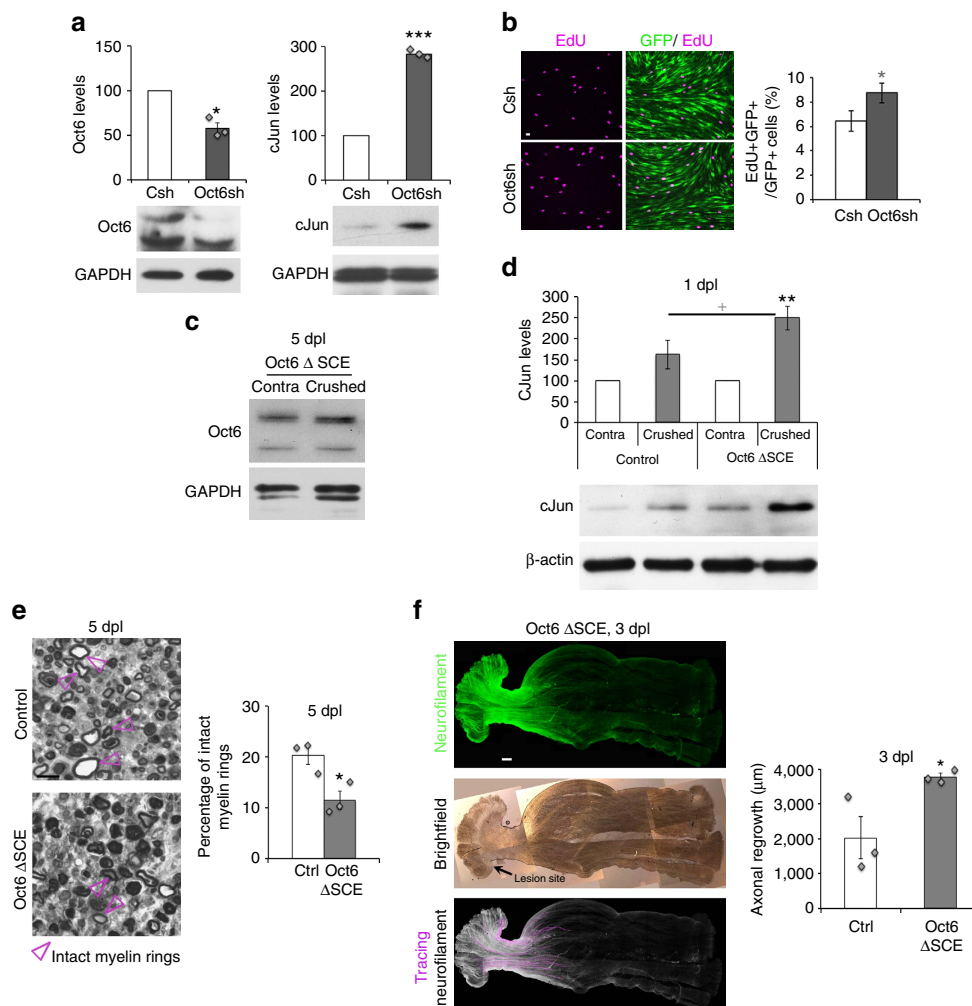 a
Oct6 levels
150
100
50
0
*
Csh Oct6sh
Oct6
GAPDH
cJun levels
300
200
100
0
***
Csh Oct6sh
cJun
GAPDH
b
EdU
GFP/ EdU
Csh
Oct6sh
EdU+GFP+
/GFP+ cells (%)
10
8
6
4
2
0
*
Csh Oct6sh
c
5 dpl
Oct6 Δ SCE
Contra Crushed
Oct6
GAPDH
d
1 dpl
CJun levels
300
250
200
150
100
50
0
+
**
Contra Crushed Contra Crushed
Control Oct6 ΔSCE
cJun
β-actin
e
5 dpl
Control
Oct6 ΔSCE
Intact myelin rings
5 dpl
Percentage of intact
myelin rings
30
20
10
0
*
Ctrl Oct6
ΔSCE
f
Oct6 ΔSCE, 3 dpl
Neurofilament
Brightfield
Lesion site
Tracing
neurofilament
3 dpl
Axonal regrowth (μm)
4,000
3,000
2,000
1,000
0
*
Ctrl Oct6
ΔSCE